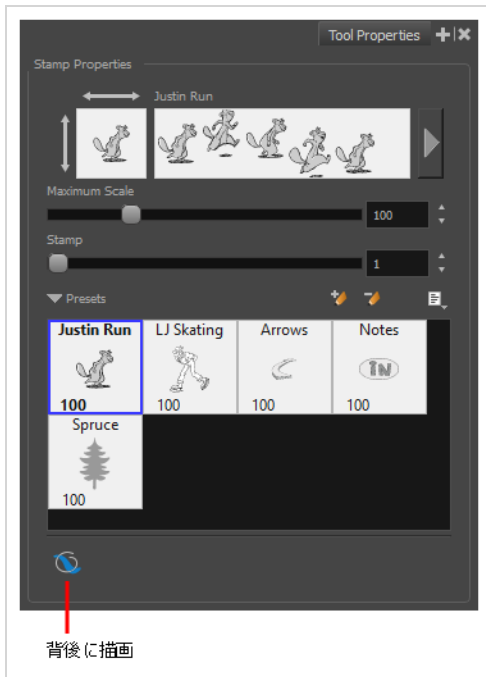 Tool Properties
Stamp Properties
Justin Run
Maximum Scale
100
Stamp
1
Presets
Justin Run
100
LJ Skating
100
Arrows
100
Notes
IN
100
Spruce
100
背後に描画